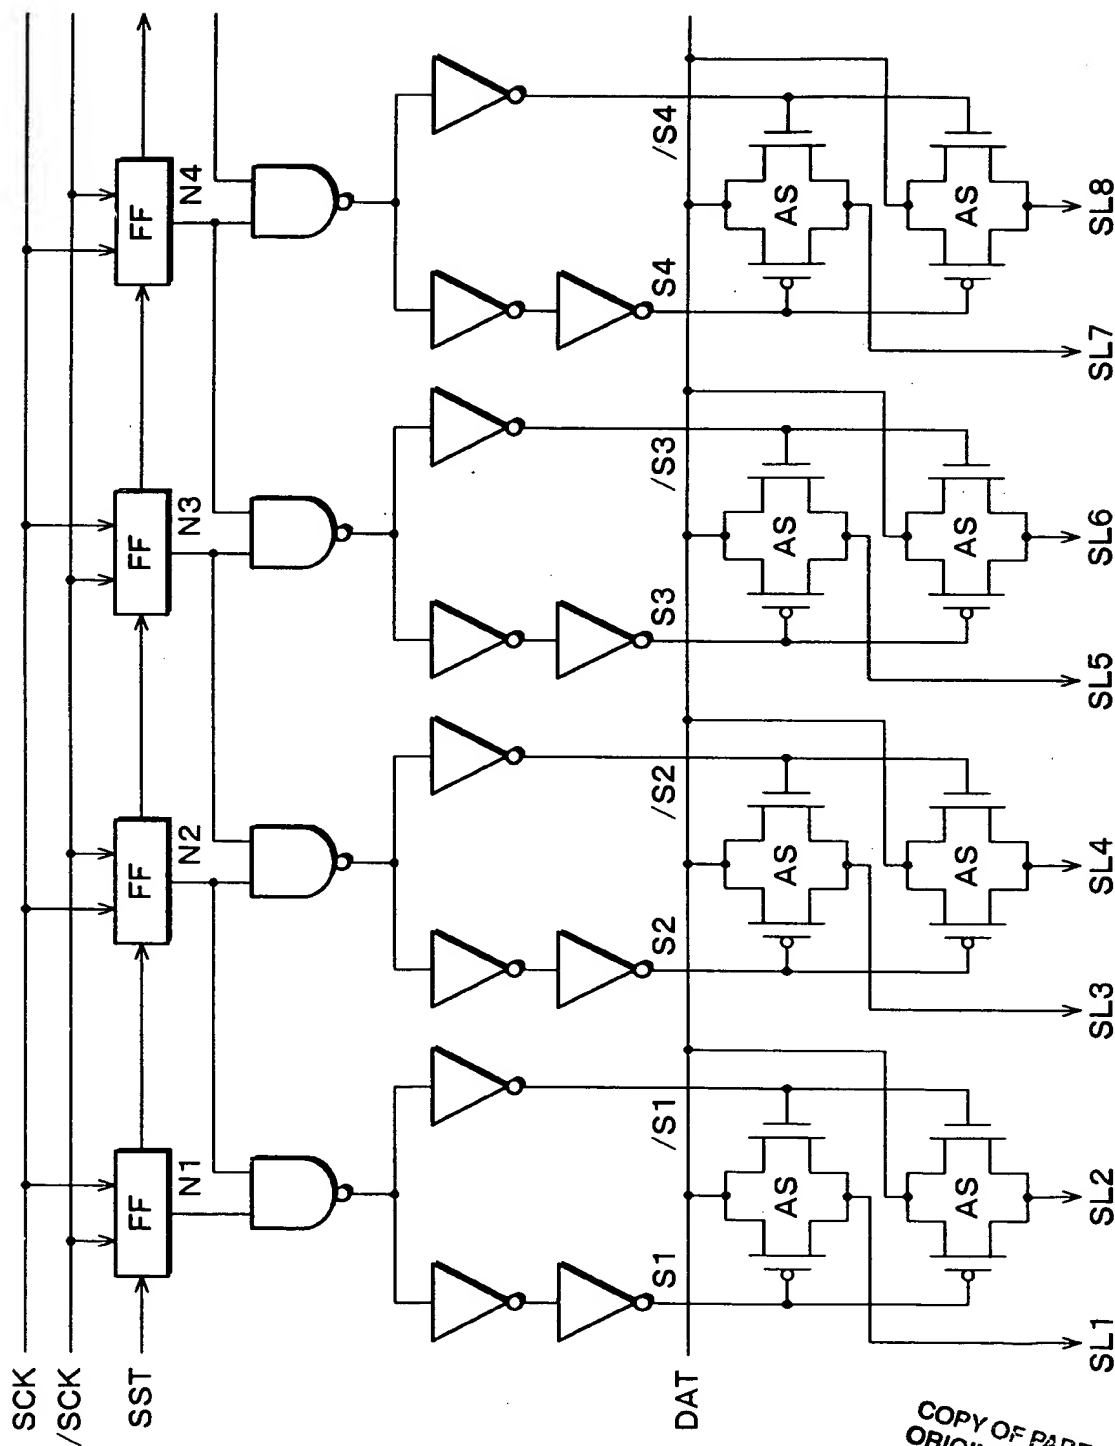 SCK
/SCK
SST
FF
FF
FF
FF
N1
N2
N3
N4
S1
/S1
S2
/S2
S3
/S3
S4
/S4
DAT
AS
AS
AS
AS
AS
AS
AS
AS
SL1
SL2
SL3
SL4
SL5
SL6
SL7
SL8
COPY OF